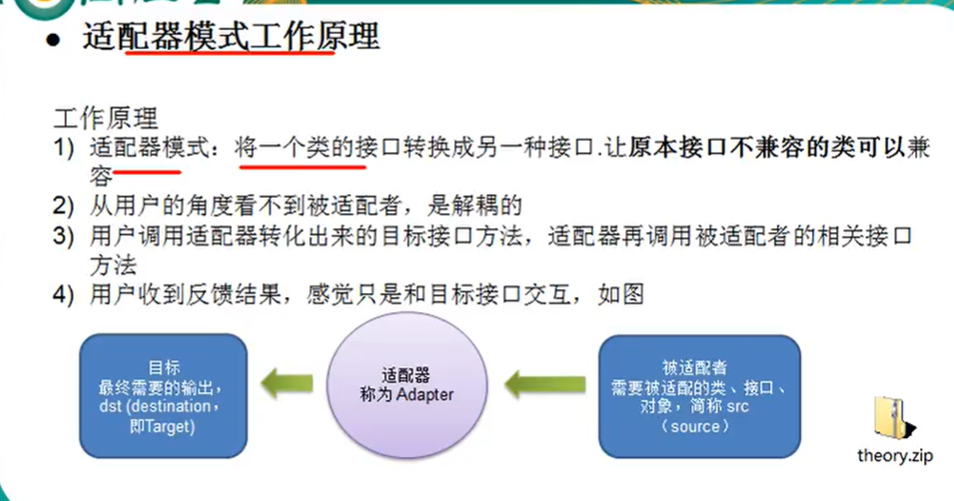 ● 适配器模式工作原理
工作原理
1) 适配器模式：将一个类的接口转换成另一种接口.让原本接口不兼容的类可以兼
容
2) 从用户的角度看不到被适配者，是解耦的
3) 用户调用适配器转化出来的目标接口方法，适配器再调用被适配者的相关接口
方法
4) 用户收到反馈结果，感觉只是和目标接口交互，如图
目标
最终需要的输出，
dst (destination，
即Target)
适配器
称为 Adapter
被适配者
需要被适配的类、接口、
对象，简称 src
（source）
theory.zip